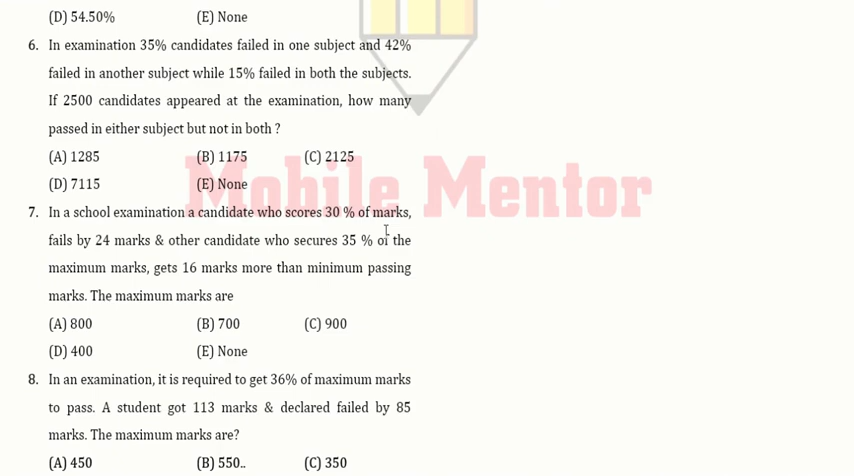 (D) 54.50% (E) None
6. In examination 35% candidates failed in one subject and 42%
failed in another subject while 15% failed in both the subjects.
If 2500 candidates appeared at the examination, how many
passed in either subject but not in both ?
(A) 1285 (B) 1175 (C) 2125
(D) 7115 (E) None
Mobile Mentor
7. In a school examination a candidate who scores 30 % of marks,
fails by 24 marks & other candidate who secures 35 % of the
maximum marks, gets 16 marks more than minimum passing
marks. The maximum marks are
(A) 800 (B) 700 (C) 900
(D) 400 (E) None
8. In an examination, it is required to get 36% of maximum marks
to pass. A student got 113 marks & declared failed by 85
marks. The maximum marks are?
(A) 450 (B) 550.. (C) 350